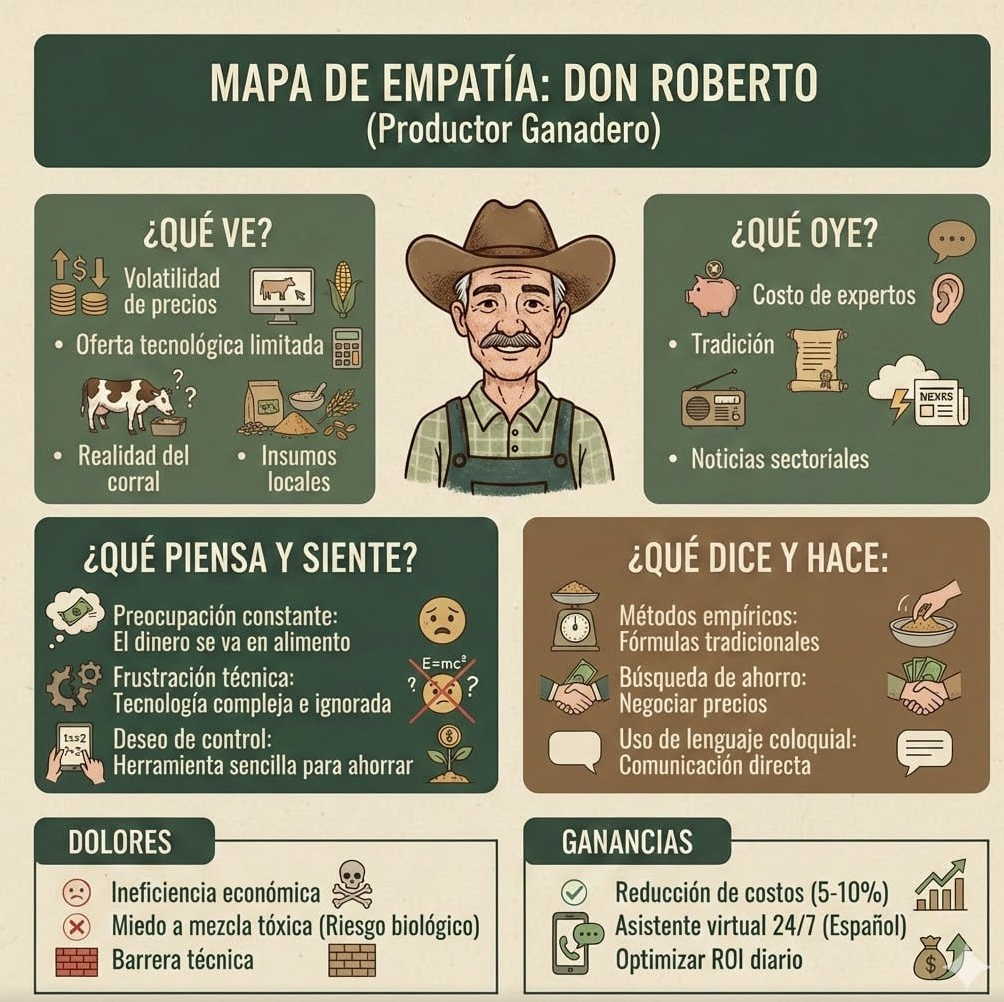 MAPA DE EMPATÍA: DON ROBERTO
(Productor Ganadero)
¿QUÉ VE?
Volatilidad
de precios
• Oferta tecnológica limitada
• Realidad del
corral
• Insumos
locales
¿QUÉ OYE?
Costo de expertos
• Tradición
NEXRS
• Noticias sectoriales
¿QUÉ PIENSA Y SIENTE?
Preocupación constante:
El dinero se va en alimento
E=mc²
Frustración técnica:
Tecnología compleja e ignorada
Deseo de control:
Herramienta sencilla para ahorrar
¿QUÉ DICE Y HACE:
Métodos empíricos:
Fórmulas tradicionales
Búsqueda de ahorro:
Negociar precios
Uso de lenguaje coloquial:
Comunicación directa
DOLORES
Ineficiencia económica
Miedo a mezcla tóxica (Riesgo biológico)
Barrera técnica
GANANCIAS
Reducción de costos (5-10%)
Asistente virtual 24/7 (Español)
Optimizar ROI diario